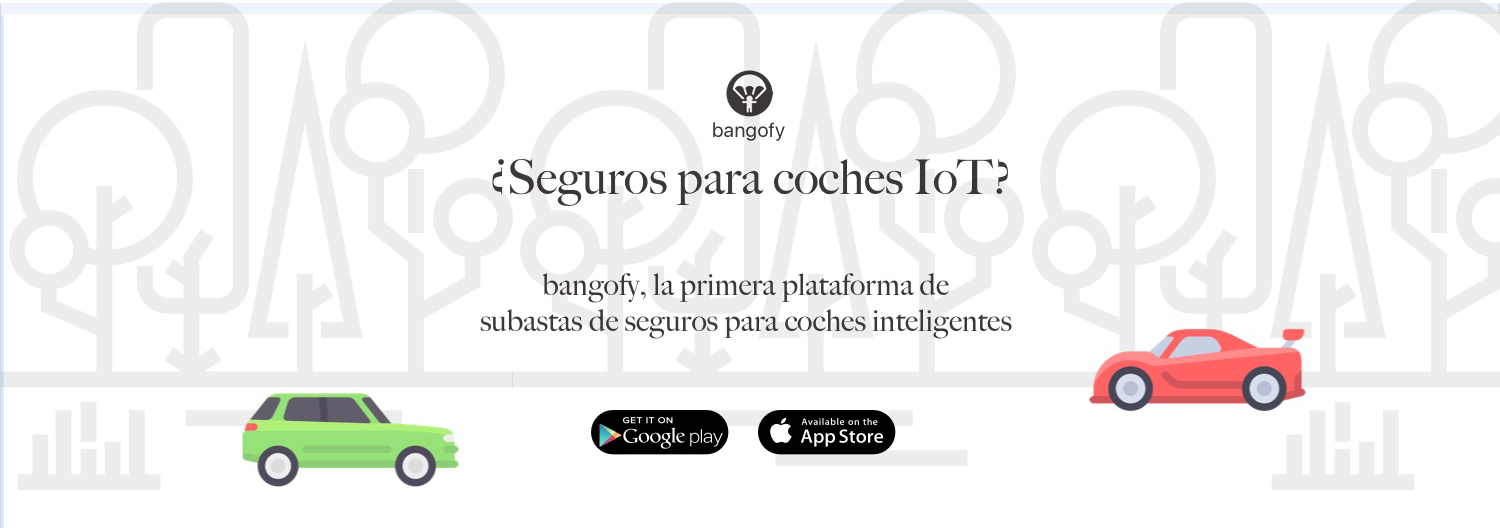 bangofy
¿Seguros para coches IoT?
bangofy, la primera plataforma de
subastas de seguros para coches inteligentes
GET IT ON
Google play
Available on the
App Store